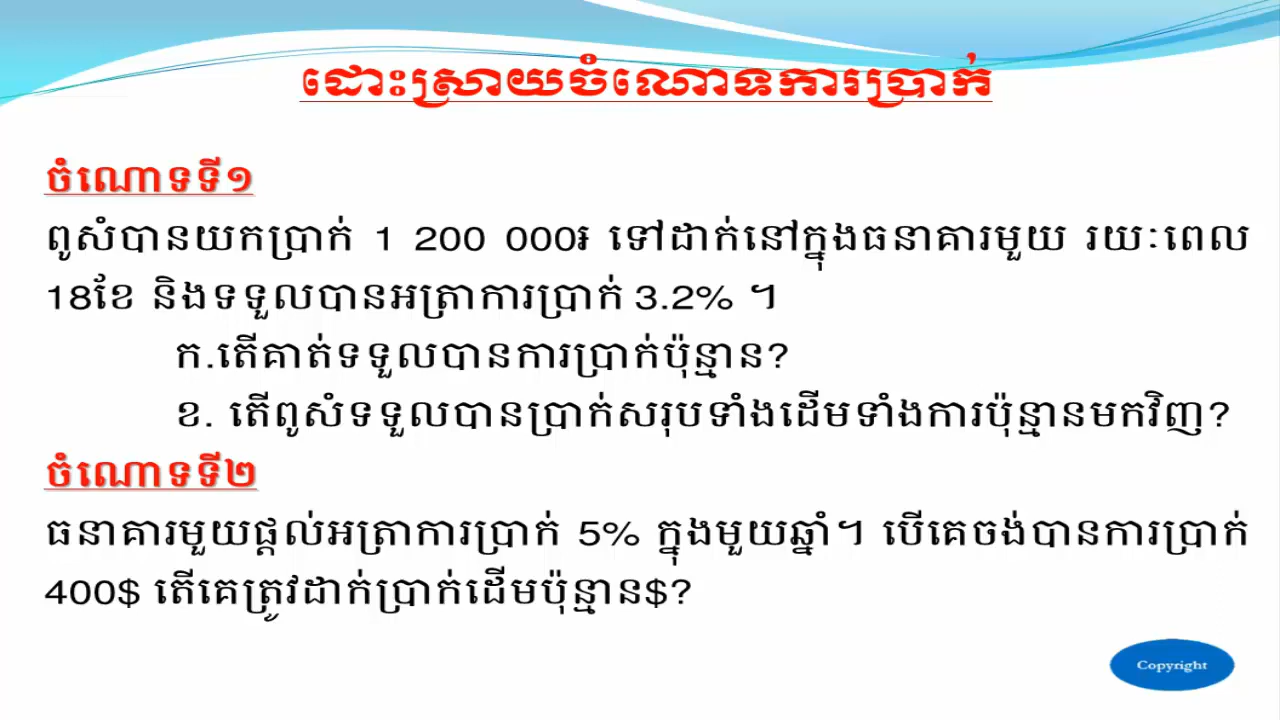 ដោះស្រាយចំណោទការប្រាក់
ចំណោទទី១
ពូសំបានយកប្រាក់ 1 200 000៛ ទៅដាក់នៅក្នុងធនាគារមួយ រយៈពេល
18ខែ និងទទួលបានអត្រាការប្រាក់ 3.2% ។
ក.តើគាត់ទទួលបានការប្រាក់ប៉ុន្មាន?
ខ. តើពូសំទទួលបានប្រាក់សរុបទាំងដើមទាំងការប៉ុន្មានមកវិញ?
ចំណោទទី២
ធនាគារមួយផ្តល់អត្រាការប្រាក់ 5% ក្នុងមួយឆ្នាំ។ បើគេចង់បានការប្រាក់
400$ តើគេត្រូវដាក់ប្រាក់ដើមប៉ុន្មាន$?
Copyright